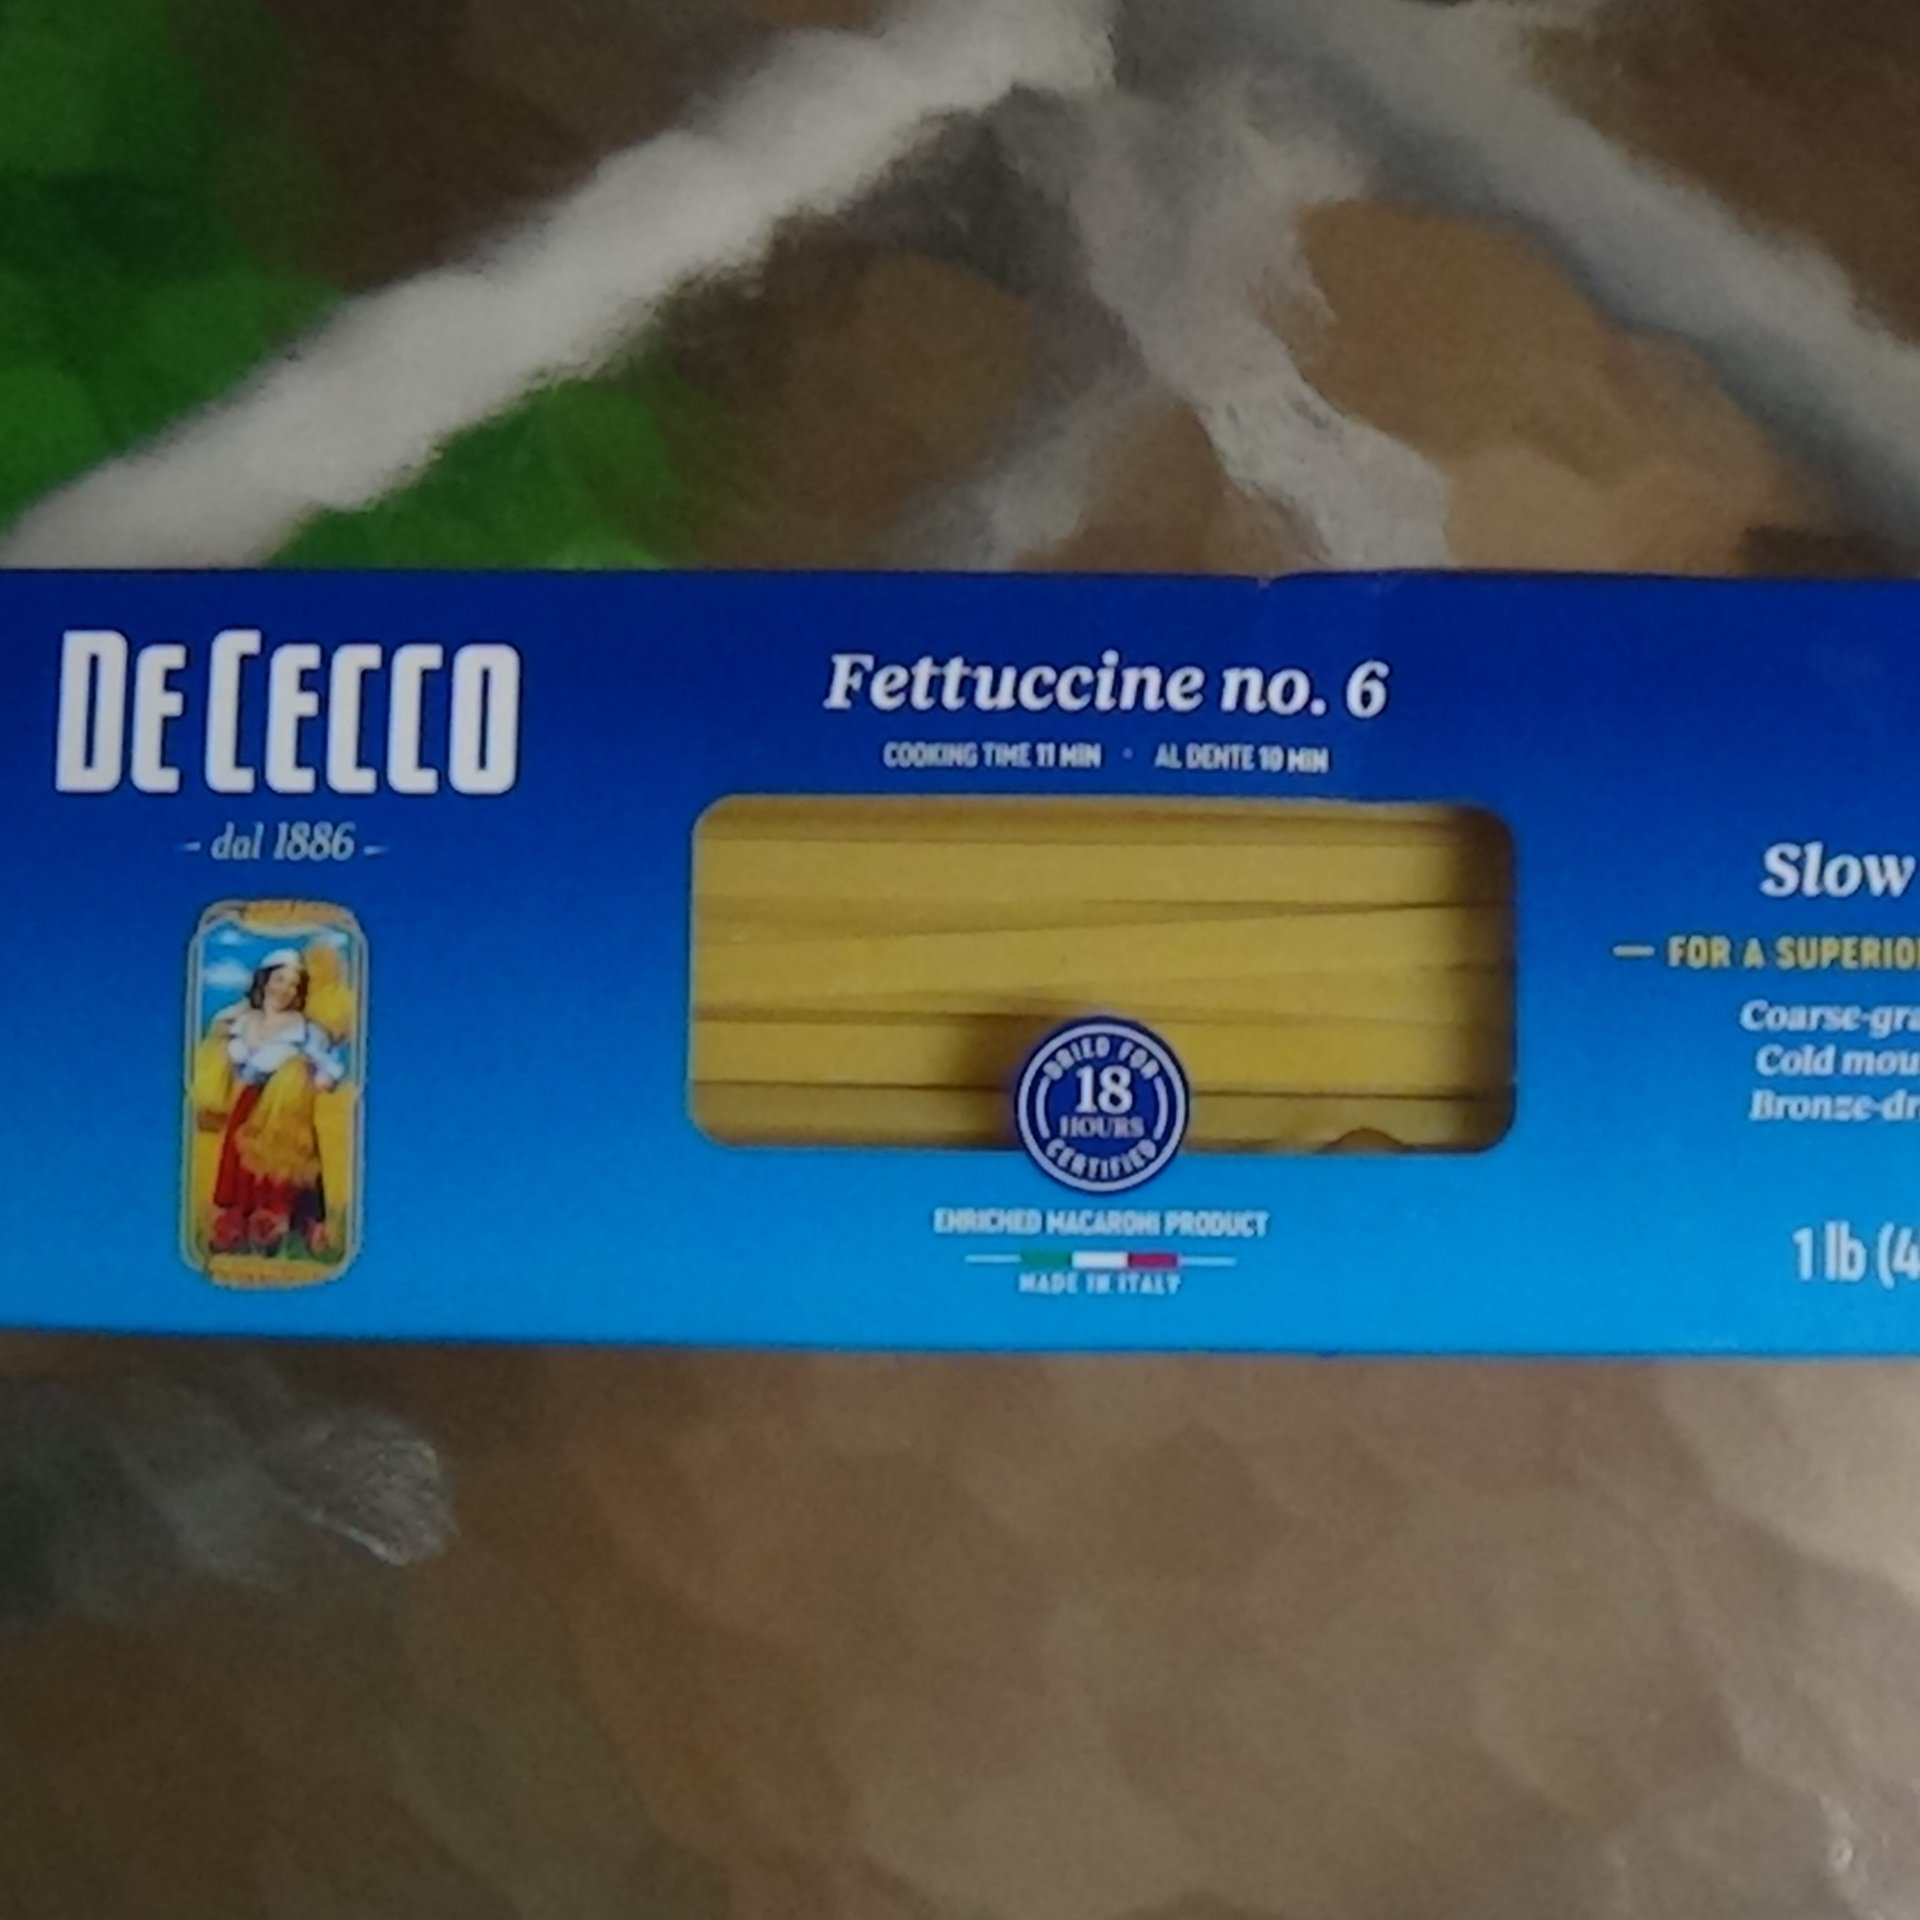 DE CECCO
- dal 1886 -
Fettuccine no. 6
COOKING TIME 11 MIN · AL DENTE 10 MIN
DRIED FOR
18
HOURS
CERTIFIED
ENRICHED MACARONI PRODUCT
MADE IN ITALY
Slow
— FOR A SUPERIO
Coarse-gra
Cold mou
Bronze-dr
1 lb (4